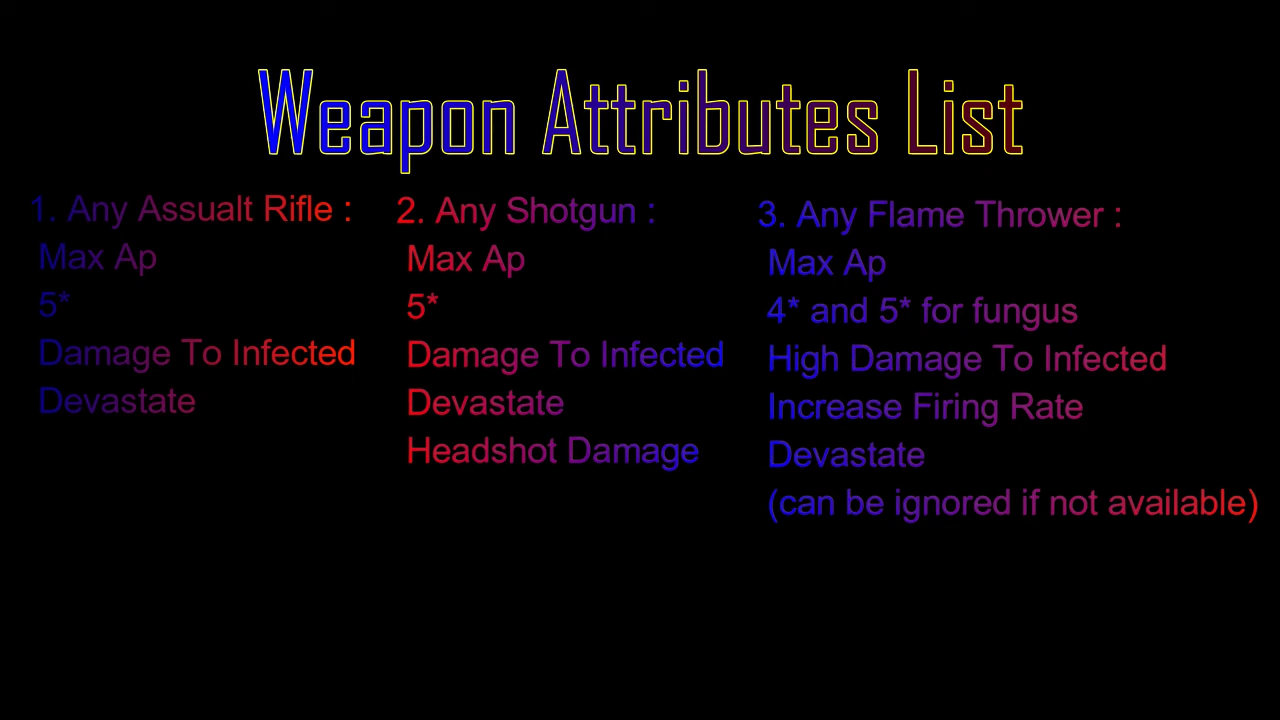 Weapon Attributes List
1. Any Assualt Rifle :
Max Ap
5*
Damage To Infected
Devastate
2. Any Shotgun :
Max Ap
5*
Damage To Infected
Devastate
Headshot Damage
3. Any Flame Thrower :
Max Ap
4* and 5* for fungus
High Damage To Infected
Increase Firing Rate
Devastate
(can be ignored if not available)